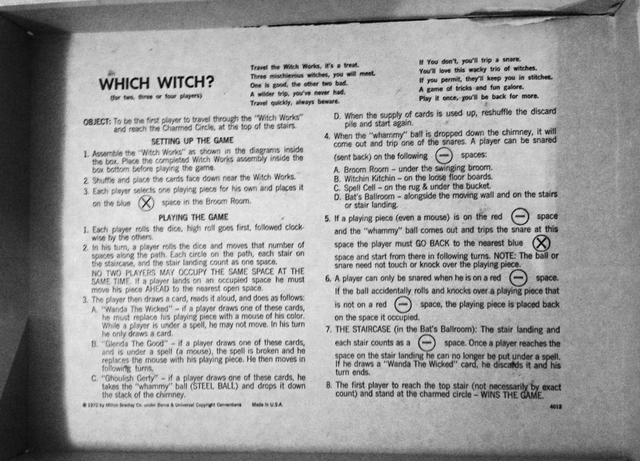 WHICH WITCH?
(for two, three or four players)
Travel the Witch Works, it's a treat.
Three mischievous witches, you will meet.
One is good, the other two bad.
A wilder trip, you've never had.
Travel quickly, always beware.
If You don't, you'll trip a snare.
You'll love this wacky trio of witches.
If you permit, they'll keep you in stitches.
A game of tricks and fun galore.
Play it once, you'll be back for more.
OBJECT: To be the first player to travel through the "Witch Works"
and reach the Charmed Circle, at the top of the stairs.
SETTING UP THE GAME
1. Assemble the "Witch Works" as shown in the diagrams inside
the box. Place the completed Witch Works assembly inside the
box bottom before playing the game.
2. Shuffle and place the cards face down near the Witch Works.
3. Each player selects one playing piece for his own and places it
on the blue X space in the Broom Room.
PLAYING THE GAME
1. Each player rolls the dice, high roll goes first, followed clock-
wise by the others.
2. In his turn, a player rolls the dice and moves that number of
spaces along the path. Each circle on the path, each stair on
the staircase, and the stair landing count as one space.
NO TWO PLAYERS MAY OCCUPY THE SAME SPACE AT THE
SAME TIME. If a player lands on an occupied space he must
move his piece AHEAD to the nearest open space.
3. The player then draws a card, reads it aloud, and does as follows:
A. "Wanda The Wicked" – if a player draws one of these cards,
he must replace his playing piece with a mouse of his color.
While a player is under a spell, he may not move. In his turn
he only draws a card.
B. "Glenda The Good" – if a player draws one of these cards,
and is under a spell (a mouse), the spell is broken and he
replaces the mouse with his playing piece. He then moves in
following turns.
C. "Ghoulish Gerty" – if a player draws one of these cards, he
takes the "whammy" ball (STEEL BALL) and drops it down
the stack of the chimney.
© 1970 by Milton Bradley Co. under Berne & Universal Copyright Conventions Made in U.S.A.
D. When the supply of cards is used up, reshuffle the discard
pile and start again.
4. When the "whammy" ball is dropped down the chimney, it will
come out and trip one of the snares. A player can be snared
(sent back) on the following – spaces:
A. Broom Room – under the swinging broom.
B. Witchin Kitchin – on the loose floor boards.
C. Spell Cell – on the rug & under the bucket.
D. Bat's Ballroom – alongside the moving wall and on the stairs
or stair landing.
5. If a playing piece (even a mouse) is on the red – space
and the "whammy" ball comes out and trips the snare at this
space the player must GO BACK to the nearest blue X
space and start from there in following turns. NOTE: The ball or
snare need not touch or knock over the playing piece.
6. A player can only be snared when he is on a red – space.
If the ball accidentally rolls and knocks over a playing piece that
is not on a red – space, the playing piece is placed back
on the space it occupied.
7. THE STAIRCASE (in the Bat's Ballroom): The stair landing and
each stair counts as a – space. Once a player reaches the
space on the stair landing he can no longer be put under a spell.
If he draws a "Wanda The Wicked" card, he discards it and his
turn ends.
8. The first player to reach the top stair (not necessarily by exact
count) and stand at the charmed circle – WINS THE GAME.
4013